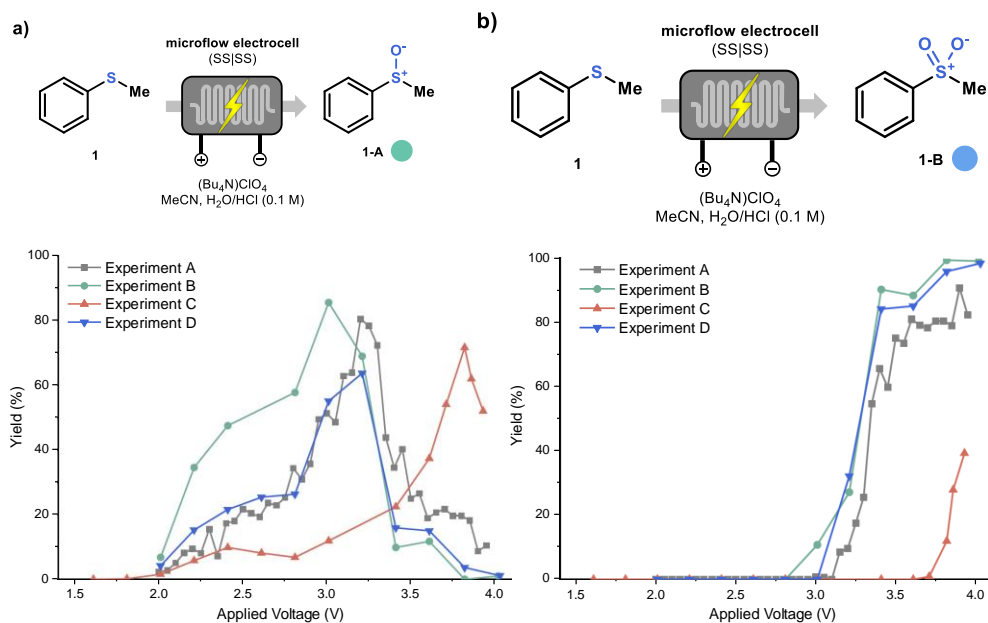 a)
microflow electrocell
(SS|SS)
S
Me
1
O-
S+
Me
1-A
+
−
(Bu4N)ClO4
MeCN, H2O/HCl (0.1 M)
b)
microflow electrocell
(SS|SS)
S
Me
1
O O-
S+
Me
1-B
+
−
(Bu4N)ClO4
MeCN, H2O/HCl (0.1 M)
100
80
60
40
20
0
Yield (%)
Experiment A
Experiment B
Experiment C
Experiment D
1.5 2.0 2.5 3.0 3.5 4.0
Applied Voltage (V)
100
80
60
40
20
0
Yield (%)
Experiment A
Experiment B
Experiment C
Experiment D
1.5 2.0 2.5 3.0 3.5 4.0
Applied Voltage (V)